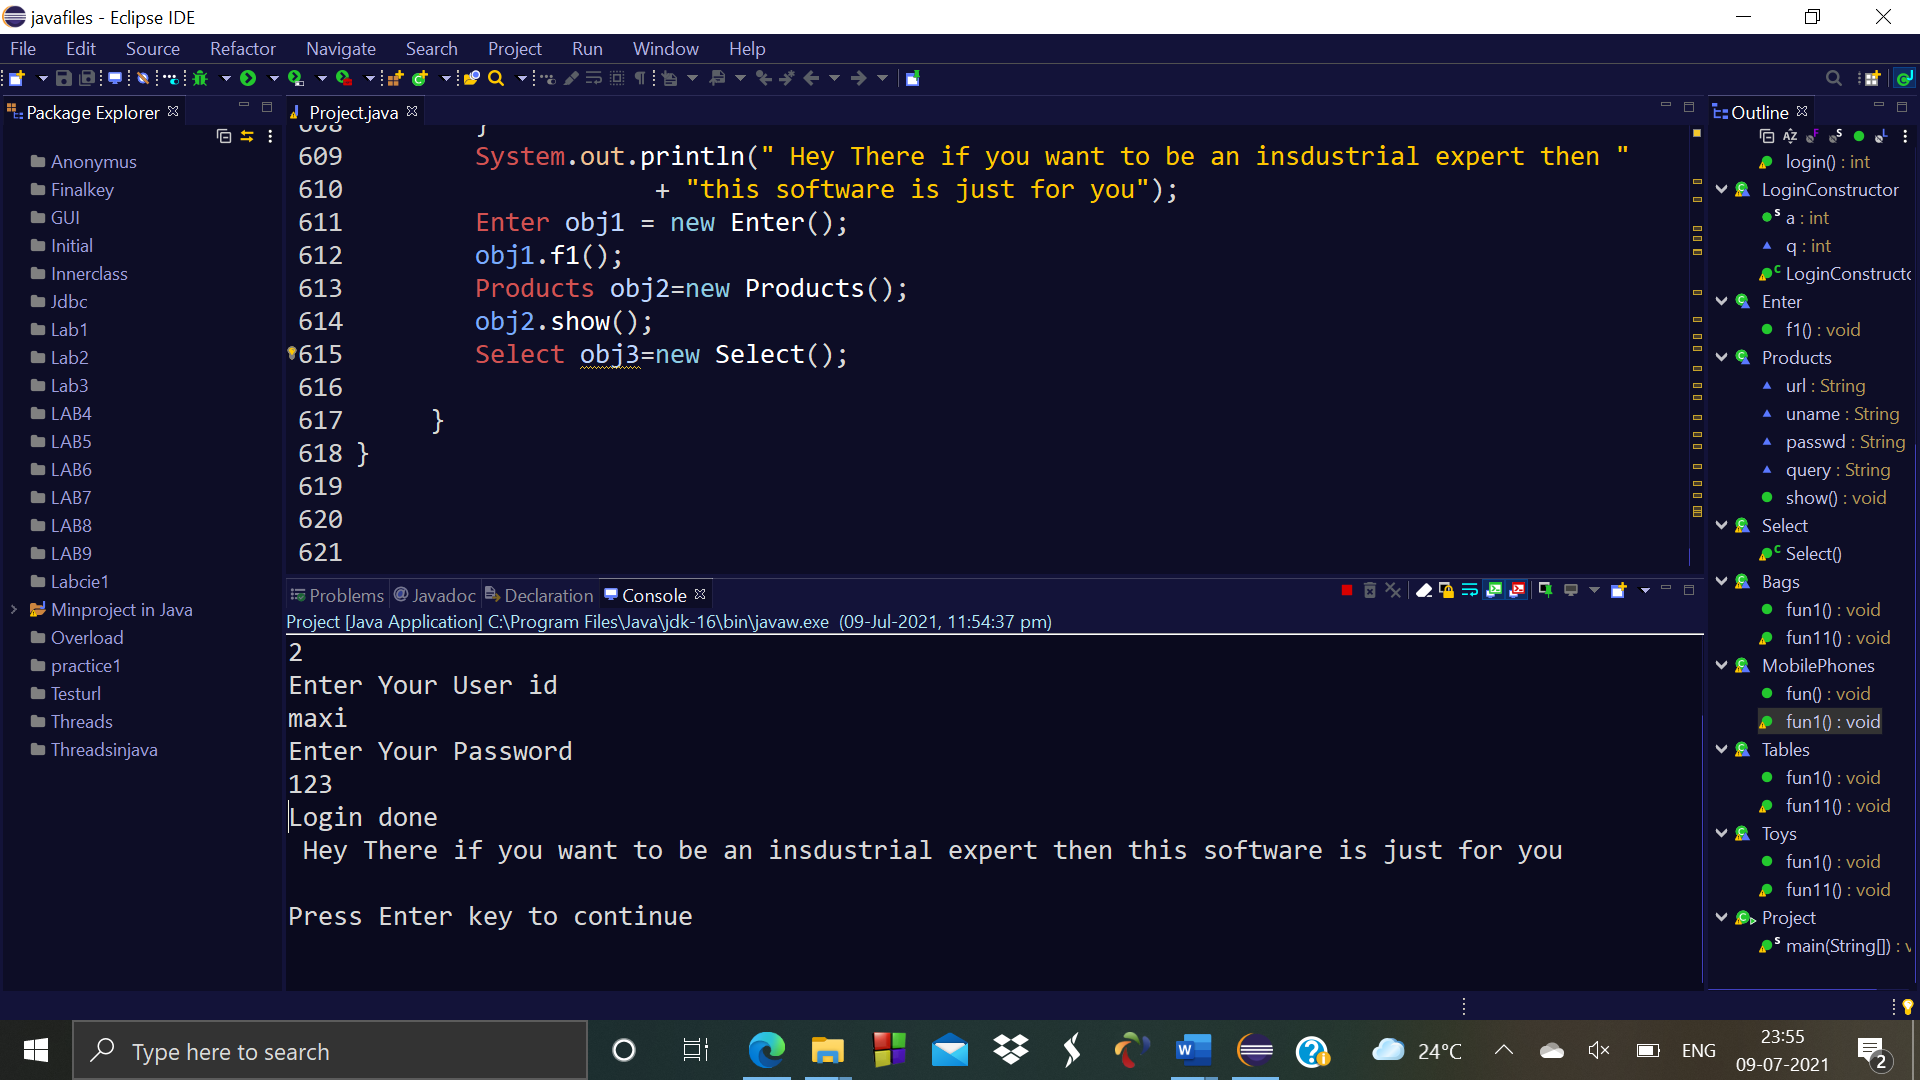 javafiles - Eclipse IDE
File Edit Source Refactor Navigate Search Project Run Window Help
Package Explorer
Anonymus
Finalkey
GUI
Initial
Innerclass
Jdbc
Lab1
Lab2
Lab3
LAB4
LAB5
LAB6
LAB7
LAB8
LAB9
Labcie1
Minproject in Java
Overload
practice1
Testurl
Threads
Threadsinjava
Project.java
608 }
609 System.out.println(" Hey There if you want to be an insdustrial expert then "
610 + "this software is just for you");
611 Enter obj1 = new Enter();
612 obj1.f1();
613 Products obj2=new Products();
614 obj2.show();
615 Select obj3=new Select();
616
617 }
618 }
619
620
621
Problems @ Javadoc Declaration Console
Project [Java Application] C:\Program Files\Java\jdk-16\bin\javaw.exe (09-Jul-2021, 11:54:37 pm)
2
Enter Your User id
maxi
Enter Your Password
123
Login done
Hey There if you want to be an insdustrial expert then this software is just for you
Press Enter key to continue
Outline
login() : int
LoginConstructor
a : int
q : int
LoginConstructo
Enter
f1() : void
Products
url : String
uname : String
passwd : String
query : String
show() : void
Select
Select()
Bags
fun1() : void
fun11() : void
MobilePhones
fun() : void
fun1() : void
Tables
fun1() : void
fun11() : void
Toys
fun1() : void
fun11() : void
Project
main(String[]) : v
Type here to search
24°C
ENG
23:55
09-07-2021
2